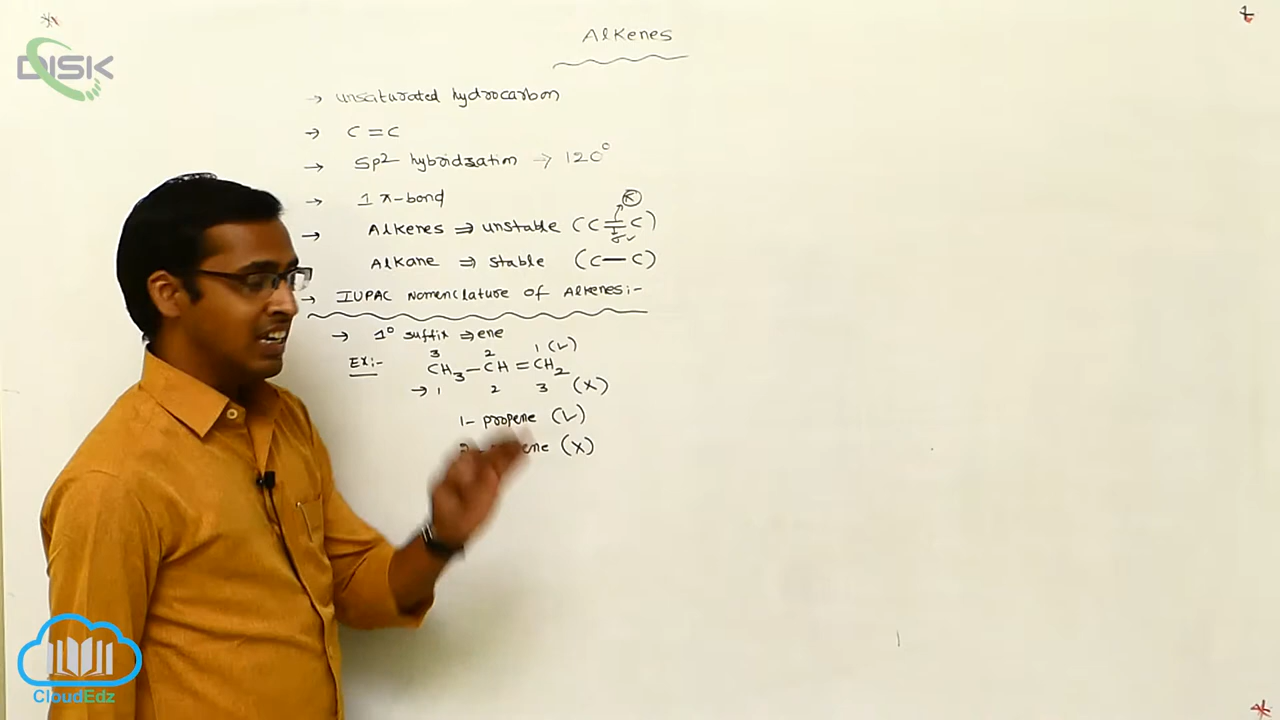 DISK
Alkenes
→ unsaturated hydrocarbon
→ C=C
→ Sp2 hybridsation → 120°
→ 1 π-bond
→ Alkenes ⇒ unstable (C=C)
Alkane ⇒ stable (C—C)
→ IUPAC Nomenclature of Alkenes:-
→ 1° suffix ⇒ ene
3 2 1 (✓)
Ex:- CH3—CH=CH2
→ 1 2 3 (X)
1- propene (✓)
ene (X)
CloudEdz